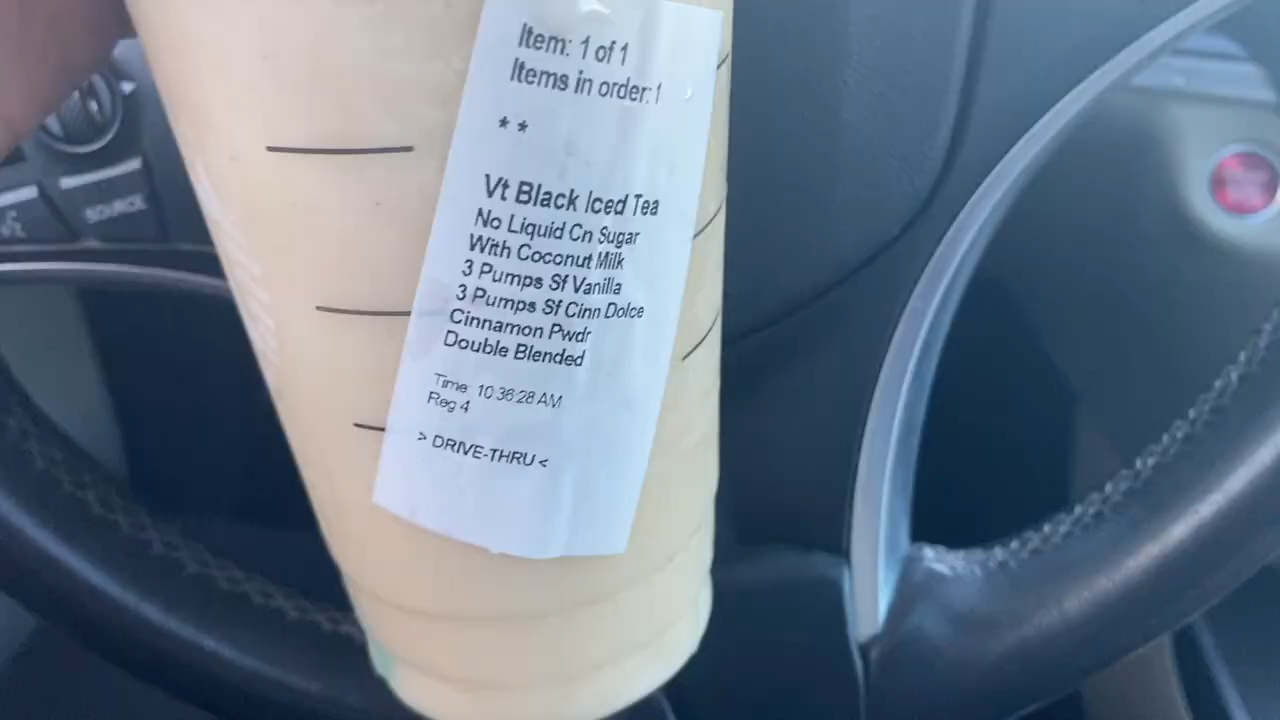 SOURCE
Item: 1 of 1
Items in order: 1
* *
Vt Black Iced Tea
No Liquid Cn Sugar
With Coconut Milk
3 Pumps Sf Vanilla
3 Pumps Sf Cinn Dolce
Cinnamon Pwdr
Double Blended
Time: 10:36:28 AM
Reg 4
> DRIVE-THRU <